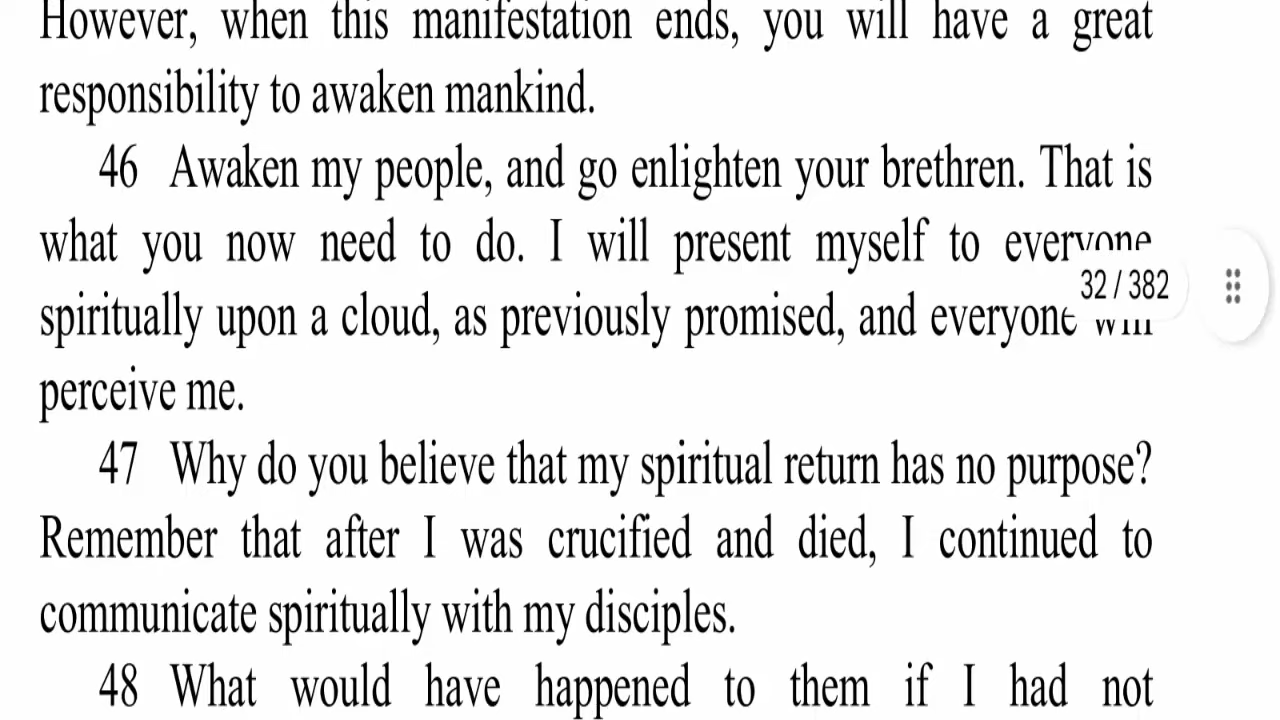 However, when this manifestation ends, you will have a great
responsibility to awaken mankind.
46 Awaken my people, and go enlighten your brethren. That is
what you now need to do. I will present myself to everyone
32 / 382
spiritually upon a cloud, as previously promised, and everyone will
perceive me.
47 Why do you believe that my spiritual return has no purpose?
Remember that after I was crucified and died, I continued to
communicate spiritually with my disciples.
48 What would have happened to them if I had not